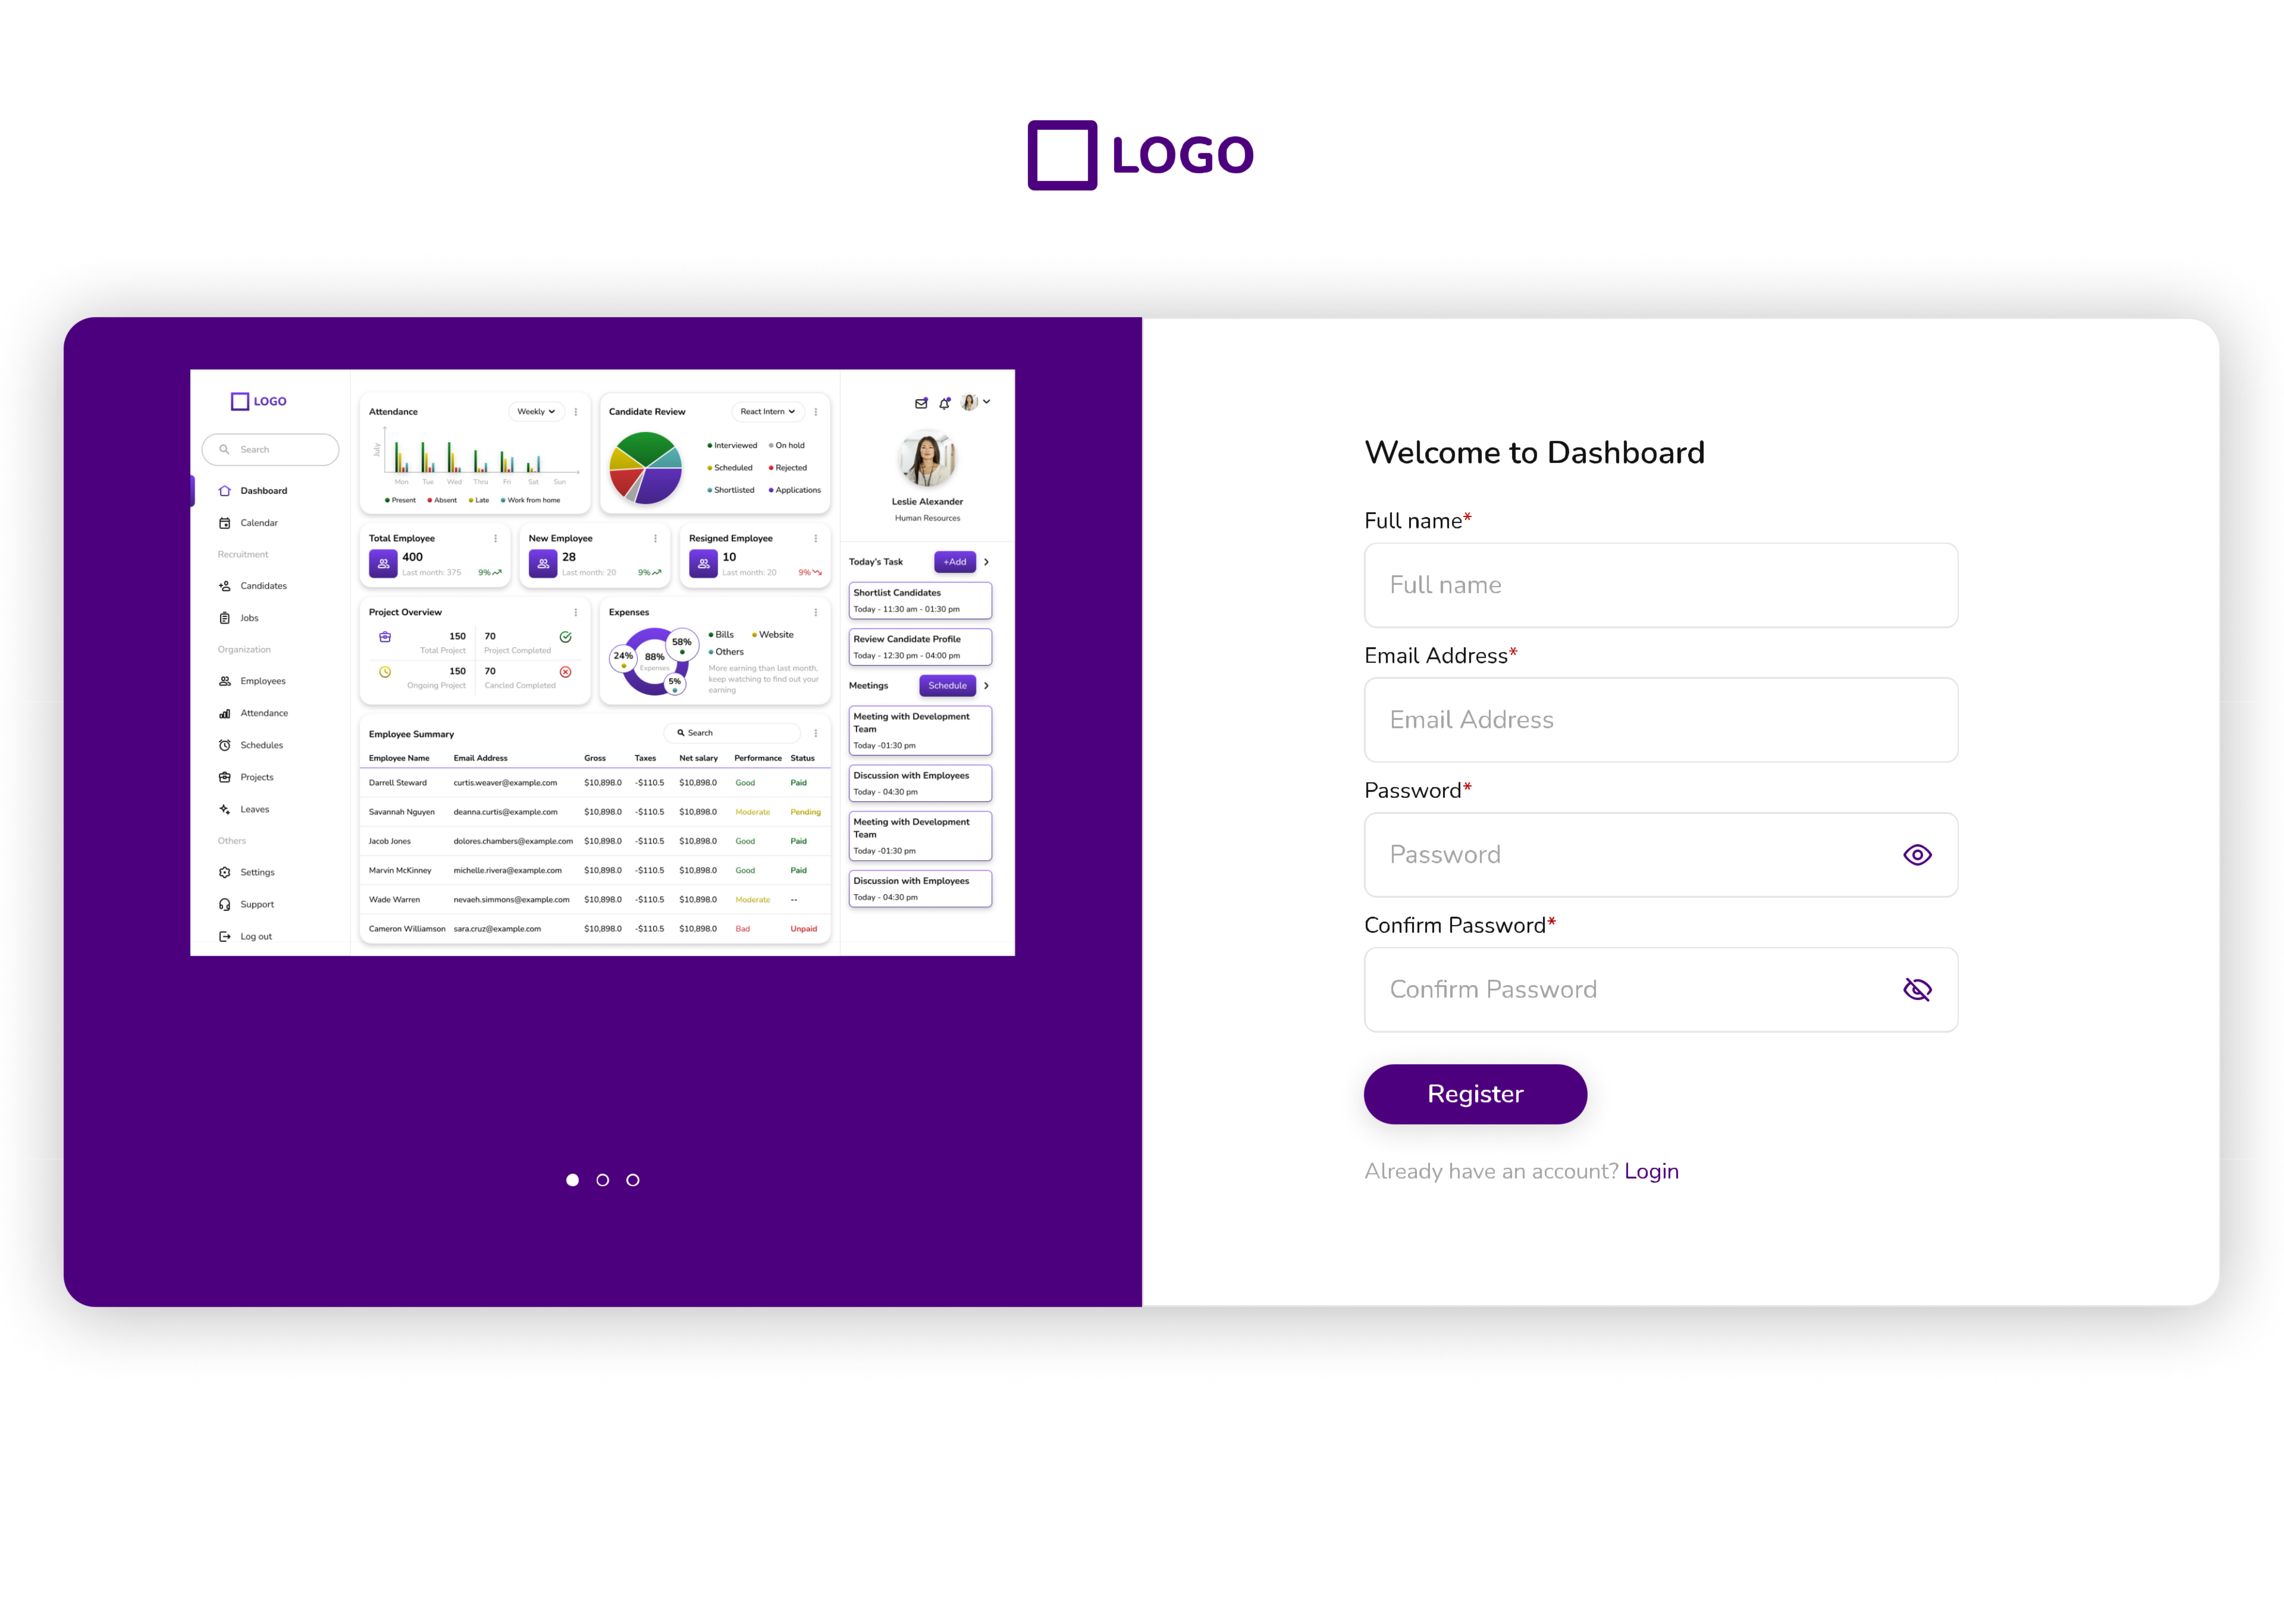 LOGO
LOGO
Search
Dashboard
Calendar
Recruitment
Candidates
Jobs
Organization
Employees
Attendance
Schedules
Projects
Leaves
Others
Settings
Support
Log out
Attendance
Weekly
July
Mon Tue Wed Thru Fri Sat Sun
Present Absent Late Work from home
Candidate Review
React Intern
Interviewed On hold
Scheduled Rejected
Shortlisted Applications
Total Employee
400
Last month: 375 9%
New Employee
28
Last month: 20 9%
Resigned Employee
10
Last month: 20 9%
Project Overview
150 70
Total Project Project Completed
150 70
Ongoing Project Cancled Completed
Expenses
58%
24%
88%
Expenses
5%
Bills Website
Others
More earning than last month,
keep watching to find out your
earning
Employee Summary
Search
Employee Name Email Address Gross Taxes Net salary Performance Status
Darrell Steward curtis.weaver@example.com $10,898.0 -$110.5 $10,898.0 Good Paid
Savannah Nguyen deanna.curtis@example.com $10,898.0 -$110.5 $10,898.0 Moderate Pending
Jacob Jones dolores.chambers@example.com $10,898.0 -$110.5 $10,898.0 Good Paid
Marvin McKinney michelle.rivera@example.com $10,898.0 -$110.5 $10,898.0 Good Paid
Wade Warren nevaeh.simmons@example.com $10,898.0 -$110.5 $10,898.0 Moderate --
Cameron Williamson sara.cruz@example.com $10,898.0 -$110.5 $10,898.0 Bad Unpaid
Leslie Alexander
Human Resources
Today's Task +Add
Shortlist Candidates
Today - 11:30 am - 01:30 pm
Review Candidate Profile
Today - 12:30 pm - 04:00 pm
Meetings Schedule
Meeting with Development
Team
Today -01:30 pm
Discussion with Employees
Today - 04:30 pm
Meeting with Development
Team
Today -01:30 pm
Discussion with Employees
Today - 04:30 pm
Welcome to Dashboard
Full name*
Full name
Email Address*
Email Address
Password*
Password
Confirm Password*
Confirm Password
Register
Already have an account? Login